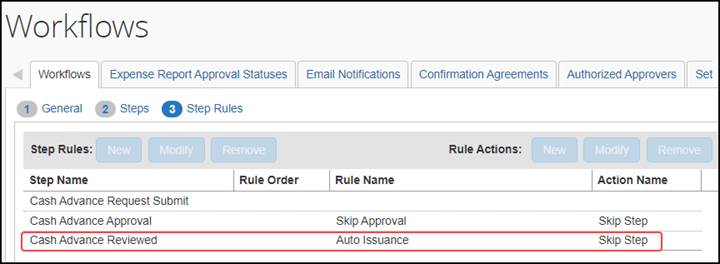 Workflows
Workflows Expense Report Approval Statuses Email Notifications Confirmation Agreements Authorized Approvers Set
1 General 2 Steps 3 Step Rules
Step Rules: New Modify Remove Rule Actions: New Modify Remove
Step Name Rule Order Rule Name Action Name
Cash Advance Request Submit
Cash Advance Approval Skip Approval Skip Step
Cash Advance Reviewed Auto Issuance Skip Step